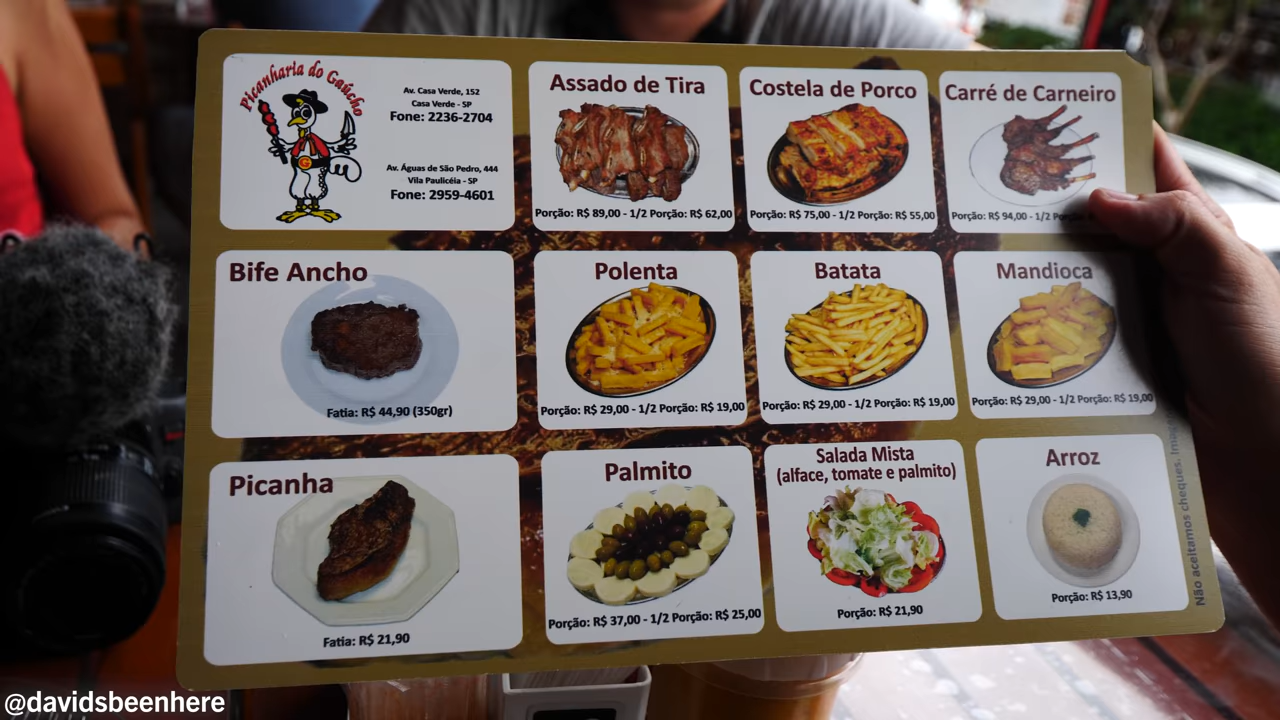 Picanharia do Gaúcho
Av. Casa Verde, 152
Casa Verde - SP
Fone: 2236-2704
Av. Águas de São Pedro, 444
Vila Paulicéia - SP
Fone: 2959-4601
G
Assado de Tira
Porção: R$ 89,00 - 1/2 Porção: R$ 62,00
Costela de Porco
Porção: R$ 75,00 - 1/2 Porção: R$ 55,00
Carré de Carneiro
Porção: R$ 94,00 - 1/2
Bife Ancho
Fatia: R$ 44,90 (350gr)
Polenta
Porção: R$ 29,00 - 1/2 Porção: R$ 19,00
Batata
Porção: R$ 29,00 - 1/2 Porção: R$ 19,00
Mandioca
Porção: R$ 29,00 - 1/2 Porção: R$ 19,00
Picanha
Fatia: R$ 21,90
Palmito
Porção: R$ 37,00 - 1/2 Porção: R$ 25,00
Salada Mista
(alface, tomate e palmito)
Porção: R$ 21,90
Arroz
Porção: R$ 13,90
Não aceitamos cheques.
@davidsbeenhere